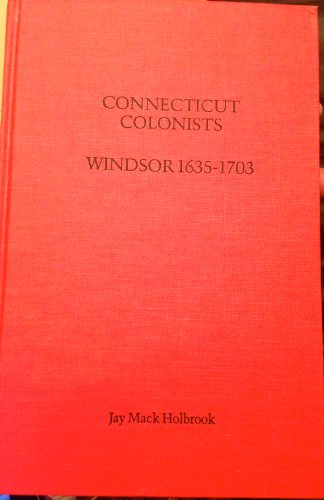 CONNECTICUT
COLONISTS
WINDSOR 1635-1703
Jay Mack Holbrook